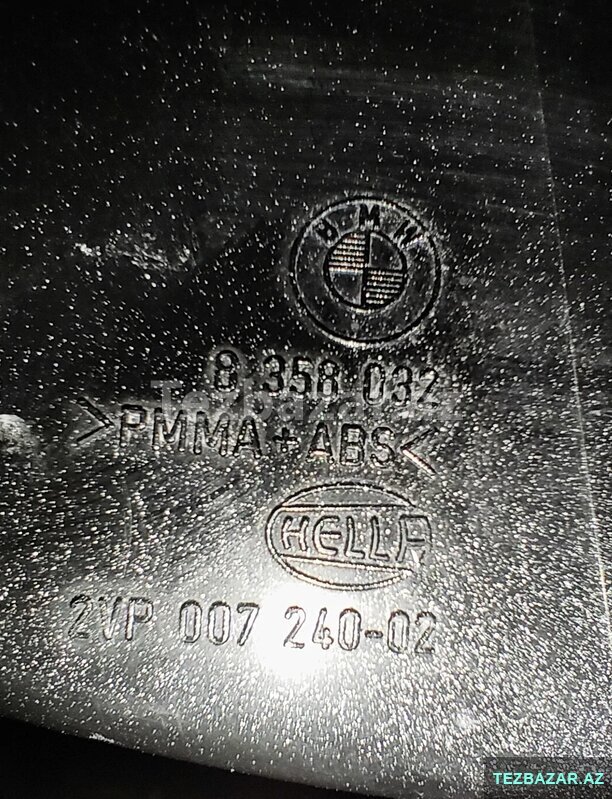 BMW
8 358 032
>PMMA+ABS<
HELLA
2VP 007 240-02
TEZBAZAR.AZ